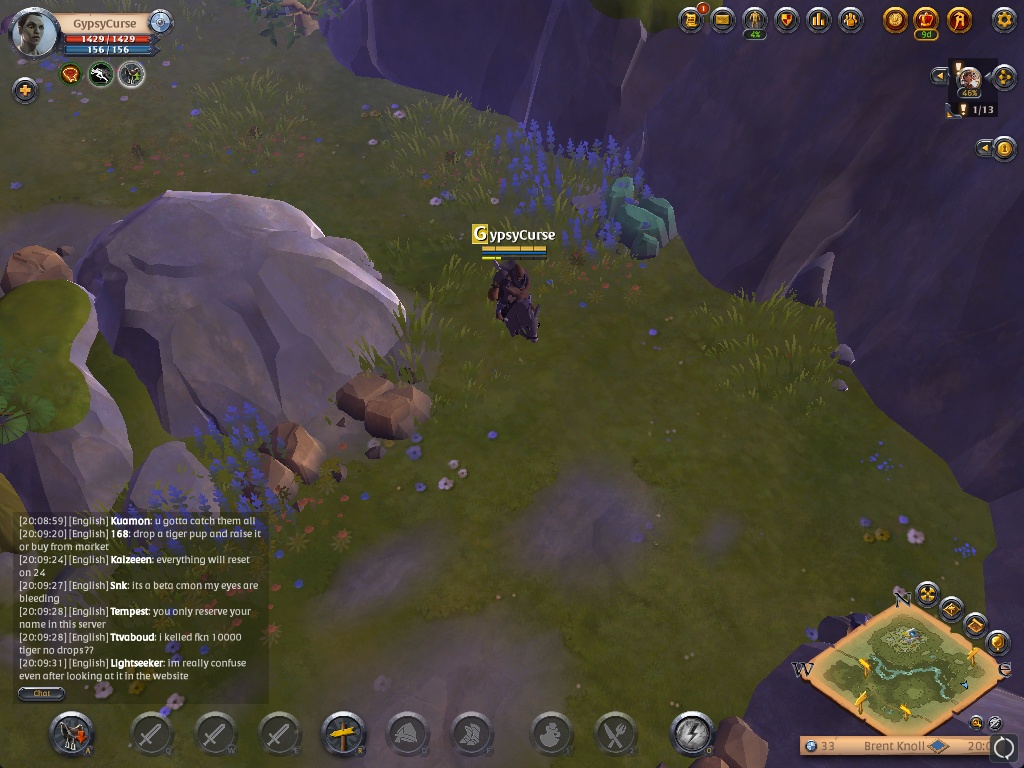 GypsyCurse
1429 / 1429
156 / 156
1
4%
9d
46%
1/13
1
GypsyCurse
[20:08:59] [English] Kuamon: u gotta catch them all
[20:09:20] [English] 168: drop a tiger pup and raise it
or buy from market
[20:09:24] [English] Kaizeeen: everything will reset
on 24
[20:09:27] [English] Snk: its a beta cmon my eyes are
bleeding
[20:09:28] [English] Tempest: you only reserve your
name in this server
[20:09:28] [English] Ttvaboud: i kelled fkn 10000
tiger no drops??
[20:09:31] [English] Lightseeker: im really confuse
even after looking at it in the website
Chat
N
W
E
A
Q
W
E
R
D
F
O
33
Brent Knoll